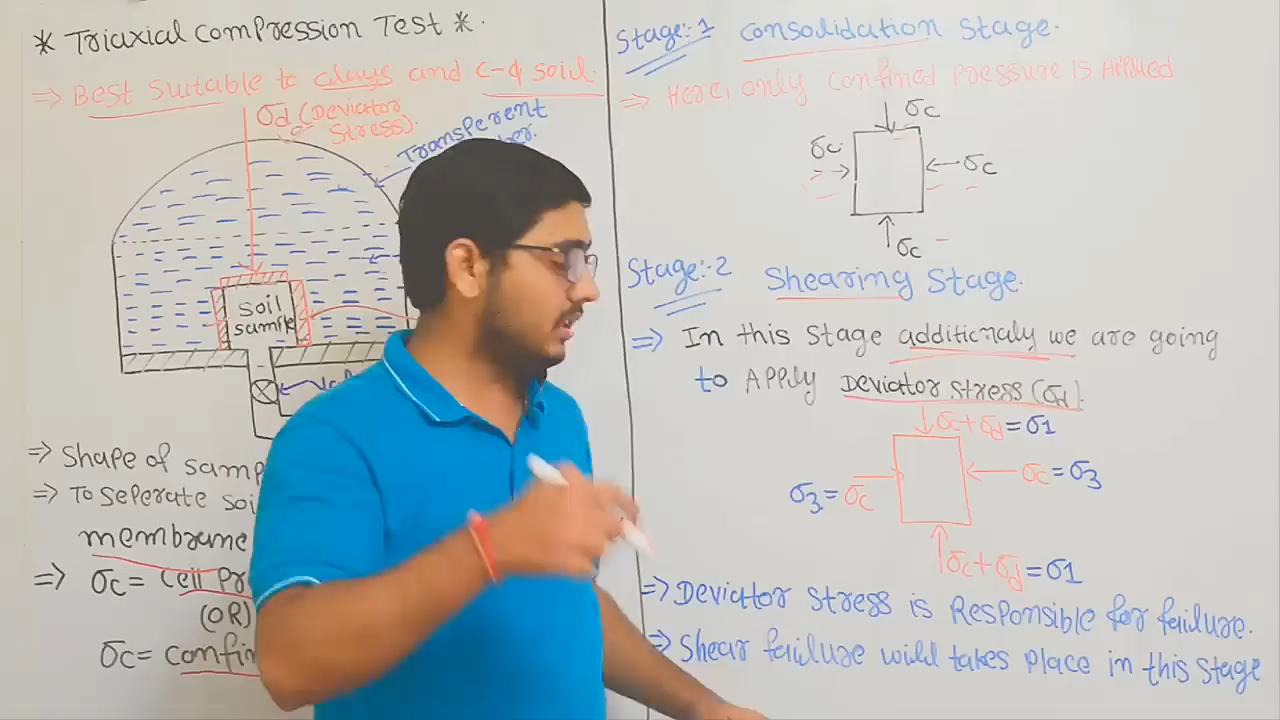 * Triaxial Compression Test *.
⇒ Best suitable to clays and C-ϕ soil.
σd (Deviator
Stress).
Transperent
ber.
soil
sample
⇒ Shape of samp
⇒ To seperate soi
membrane
⇒ σc = Cell Pr
(OR)
σc = confin
Stage:-1 Consolidation Stage.
⇒ Here, only confined pressure is Applied
σc
σc
σc
σc
Stage:-2 Shearing Stage.
⇒ In this Stage additionaly we are going
to Apply Deviator stress (σd).
σc+σd=σ1
σ3=σc
σc=σ3
σc+σd=σ1
⇒ Deviator stress is Responsible for failure.
⇒ Shear failure will takes place in this stage